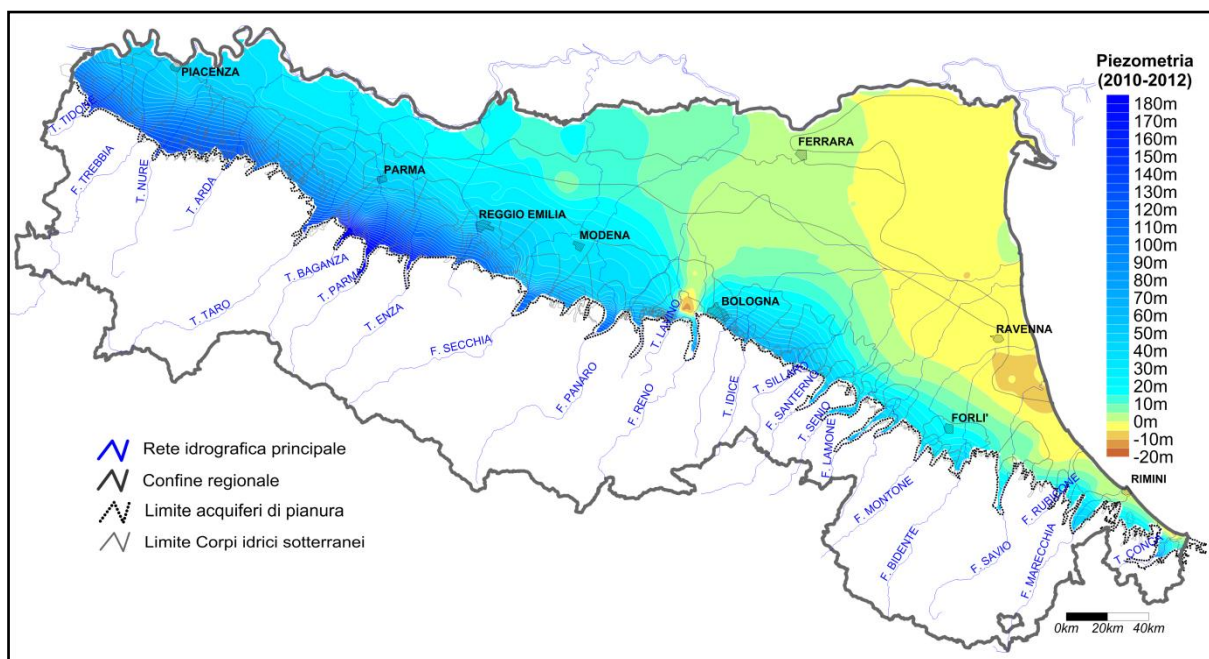 Piezometria
(2010-2012)
180m
170m
160m
150m
140m
130m
120m
110m
100m
90m
80m
70m
60m
50m
40m
30m
20m
10m
0m
-10m
-20m
PIACENZA
PARMA
REGGIO EMILIA
MODENA
BOLOGNA
FERRARA
RAVENNA
FORLI'
RIMINI
T. TIDONE
F. TREBBIA
T. NURE
T. ARDA
T. TARO
T. BAGANZA
T. PARMA
T. ENZA
F. SECCHIA
F. PANARO
T. LAVINO
F. RENO
T. IDICE
T. SILLARO
F. SANTERNO
T. SENIO
F. LAMONE
F. MONTONE
F. BIDENTE
F. SAVIO
F. RUBICONE
F. MARECCHIA
T. CONCA
Rete idrografica principale
Confine regionale
Limite acquiferi di pianura
Limite Corpi idrici sotterranei
0km 20km 40km